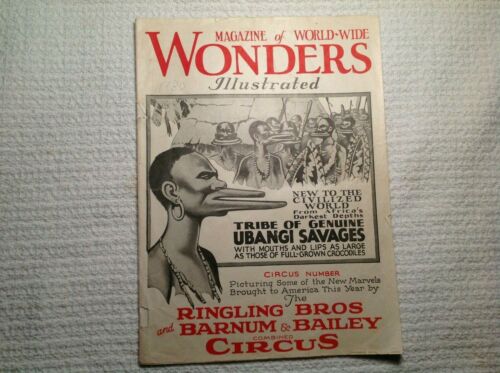 MAGAZINE of WORLD-WIDE
WONDERS
Illustrated
NEW TO THE
CIVILIZED
WORLD
From Africa's
Darkest Depths
TRIBE OF GENUINE
UBANGI SAVAGES
WITH MOUTHS AND LIPS AS LARGE
AS THOSE OF FULL-GROWN CROCODILES
CIRCUS NUMBER
Picturing Some of the New Marvels
Brought to America This Year by
The
RINGLING BROS
and BARNUM & BAILEY
COMBINED
CIRCUS